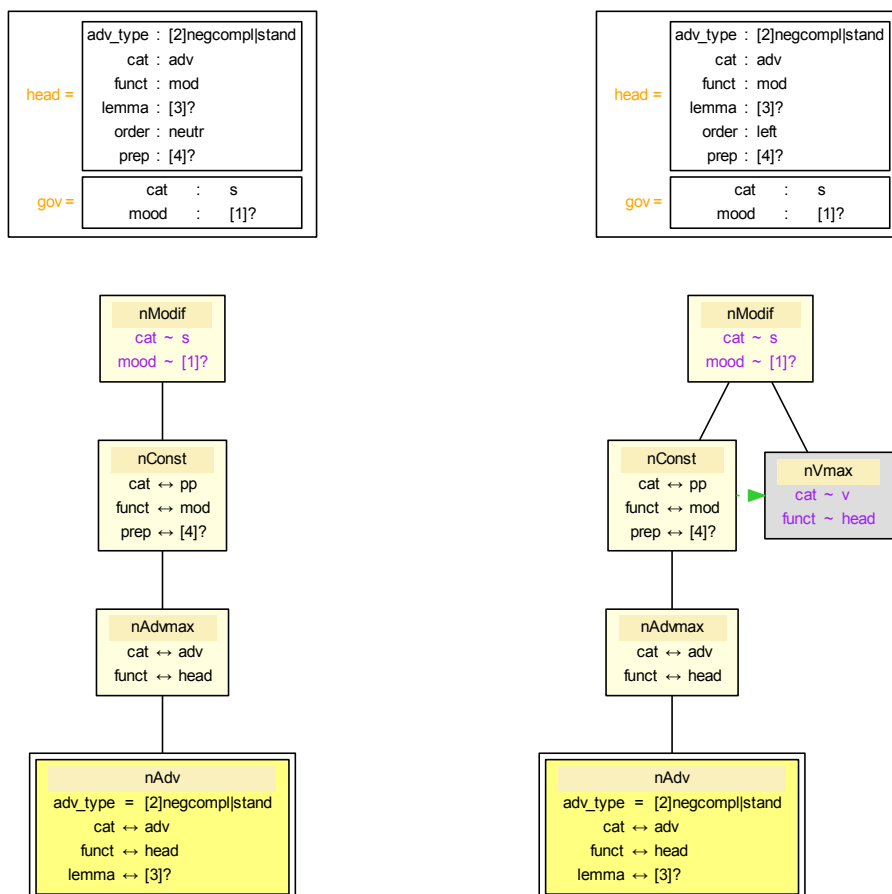 head =
adv_type : [2]negcompl|stand
cat : adv
funct : mod
lemma : [3]?
order : neutr
prep : [4]?
gov =
cat : s
mood : [1]?
nModif
cat ~ s
mood ~ [1]?
nConst
cat ↔ pp
funct ↔ mod
prep ↔ [4]?
nAdvmax
cat ↔ adv
funct ↔ head
nAdv
adv_type = [2]negcompl|stand
cat ↔ adv
funct ↔ head
lemma ↔ [3]?
head =
adv_type : [2]negcompl|stand
cat : adv
funct : mod
lemma : [3]?
order : left
prep : [4]?
gov =
cat : s
mood : [1]?
nModif
cat ~ s
mood ~ [1]?
nConst
cat ↔ pp
funct ↔ mod
prep ↔ [4]?
nVmax
cat ~ v
funct ~ head
nAdvmax
cat ↔ adv
funct ↔ head
nAdv
adv_type = [2]negcompl|stand
cat ↔ adv
funct ↔ head
lemma ↔ [3]?